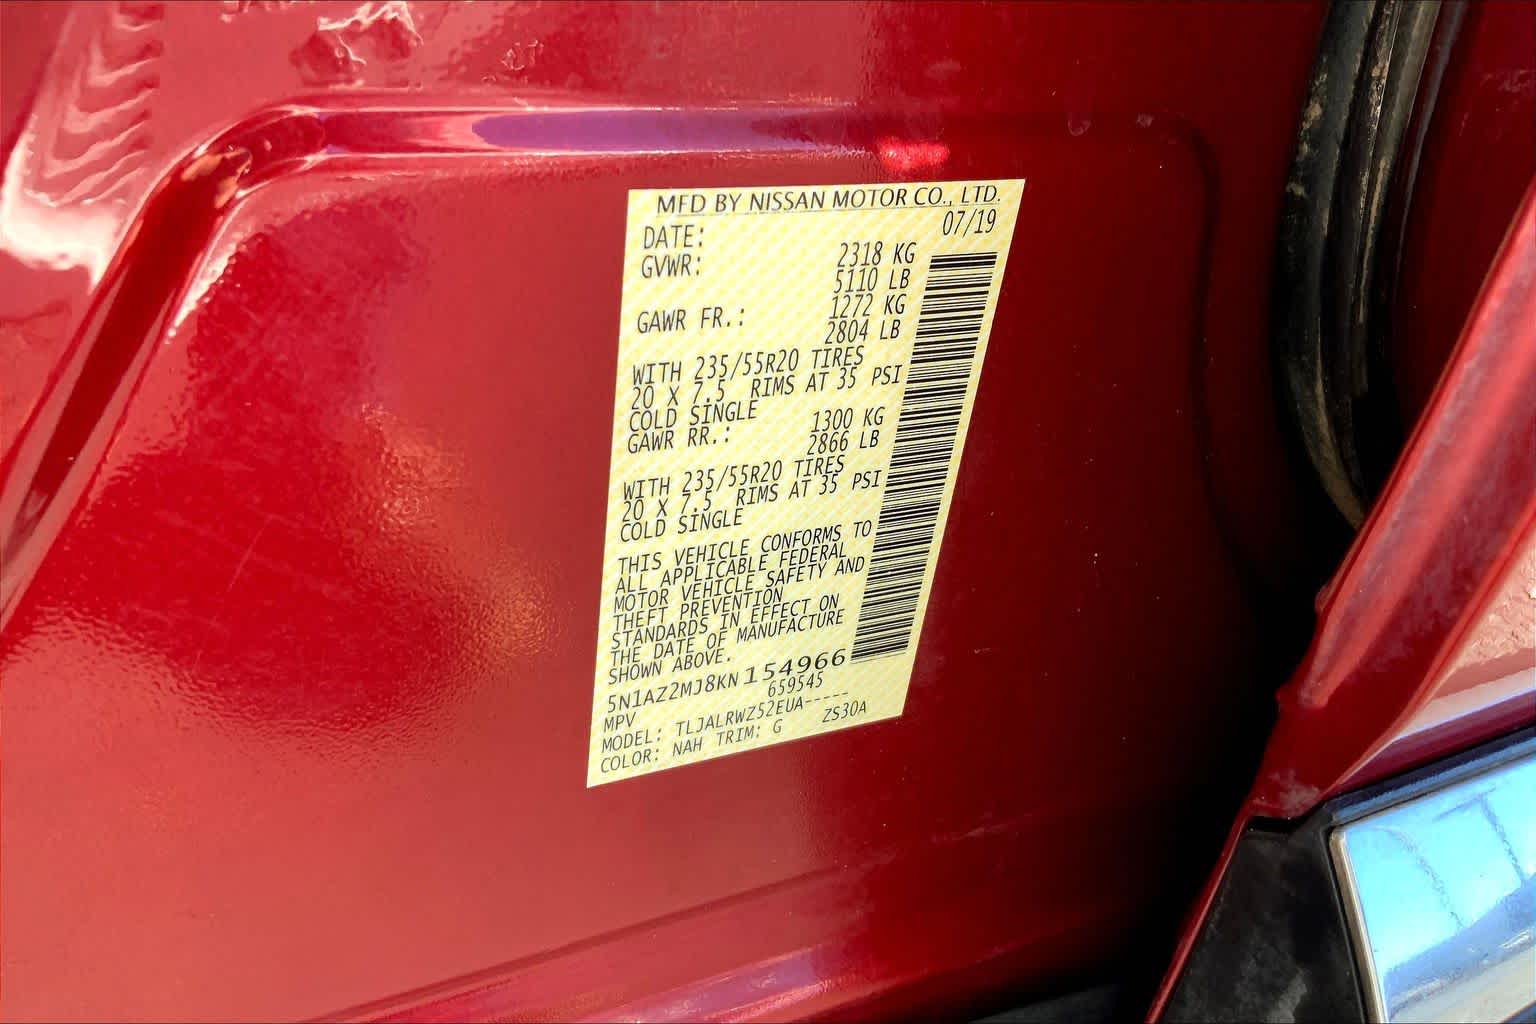 MFD BY NISSAN MOTOR CO., LTD.
DATE: 07/19
GVWR: 2318 KG
5110 LB
GAWR FR.: 1272 KG
2804 LB
WITH 235/55R20 TIRES
20 X 7.5 RIMS AT 35 PSI
COLD SINGLE
GAWR RR.: 1300 KG
2866 LB
WITH 235/55R20 TIRES
20 X 7.5 RIMS AT 35 PSI
COLD SINGLE
THIS VEHICLE CONFORMS TO
ALL APPLICABLE FEDERAL
MOTOR VEHICLE SAFETY AND
THEFT PREVENTION
STANDARDS IN EFFECT ON
THE DATE OF MANUFACTURE
SHOWN ABOVE.
5N1AZ2MJ8KN154966
MPV 659545
MODEL: TLJALRWZ52EUA-----
COLOR: NAH TRIM: G ZS30A